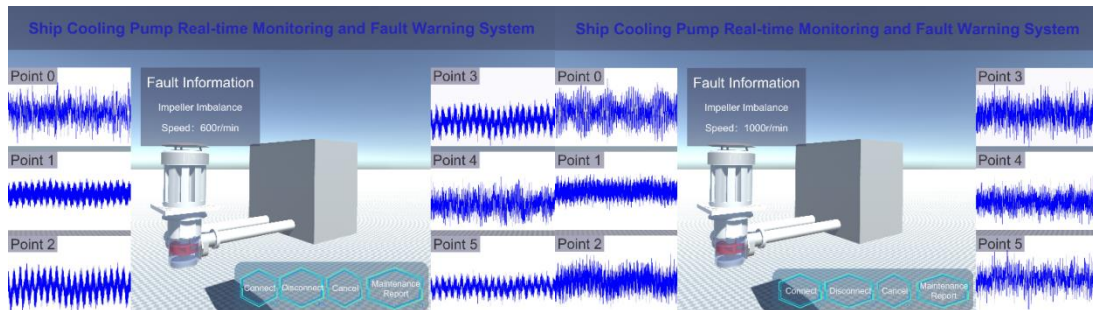 Ship Cooling Pump Real-time Monitoring and Fault Warning System
Point 0
Fault Information
Impeller Imbalance
Speed: 600r/min
Point 1
Point 2
Point 3
Point 4
Point 5
Connect
Disconnect
Cancel
Maintenance
Report
Ship Cooling Pump Real-time Monitoring and Fault Warning System
Point 0
Fault Information
Impeller Imbalance
Speed: 1000r/min
Point 1
Point 2
Point 3
Point 4
Point 5
Connect
Disconnect
Cancel
Maintenance
Report